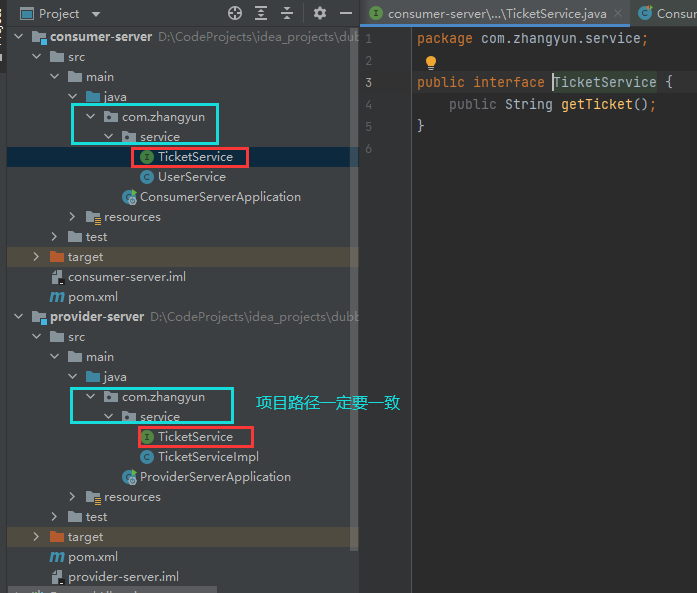 Project
consumer-server\...\TicketService.java
Consum
consumer-server D:\CodeProjects\idea_projects\dubb
src
main
java
com.zhangyun
service
TicketService
UserService
ConsumerServerApplication
resources
test
target
consumer-server.iml
pom.xml
provider-server D:\CodeProjects\idea_projects\dubb
src
main
java
com.zhangyun
service
项目路径一定要一致
TicketService
TicketServiceImpl
ProviderServerApplication
resources
test
target
pom.xml
provider-server.iml
1 package com.zhangyun.service;
2
3 public interface TicketService {
4 public String getTicket();
5 }
6